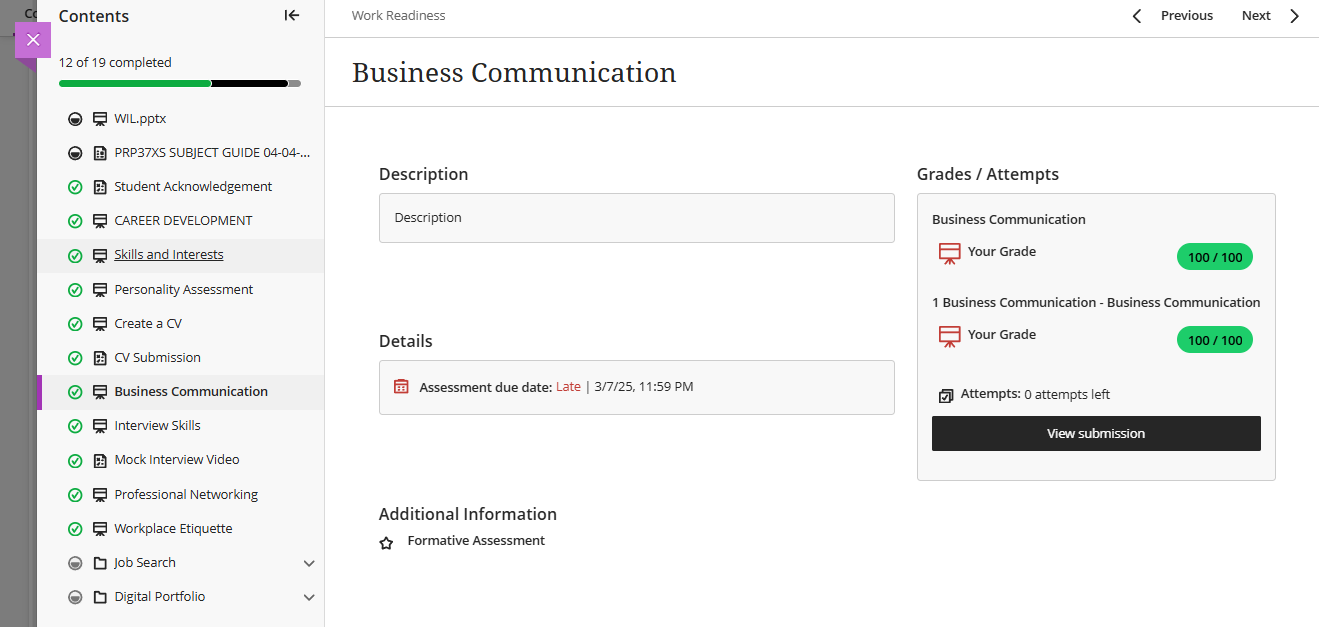 Co
Contents
12 of 19 completed
WIL.pptx
PRP37XS SUBJECT GUIDE 04-04-...
Student Acknowledgement
CAREER DEVELOPMENT
Skills and Interests
Personality Assessment
Create a CV
CV Submission
Business Communication
Interview Skills
Mock Interview Video
Professional Networking
Workplace Etiquette
Job Search
Digital Portfolio
Work Readiness
Previous
Next
Business Communication
Description
Description
Details
Assessment due date: Late | 3/7/25, 11:59 PM
Additional Information
Formative Assessment
Grades / Attempts
Business Communication
Your Grade
100 / 100
1 Business Communication - Business Communication
Your Grade
100 / 100
Attempts: 0 attempts left
View submission